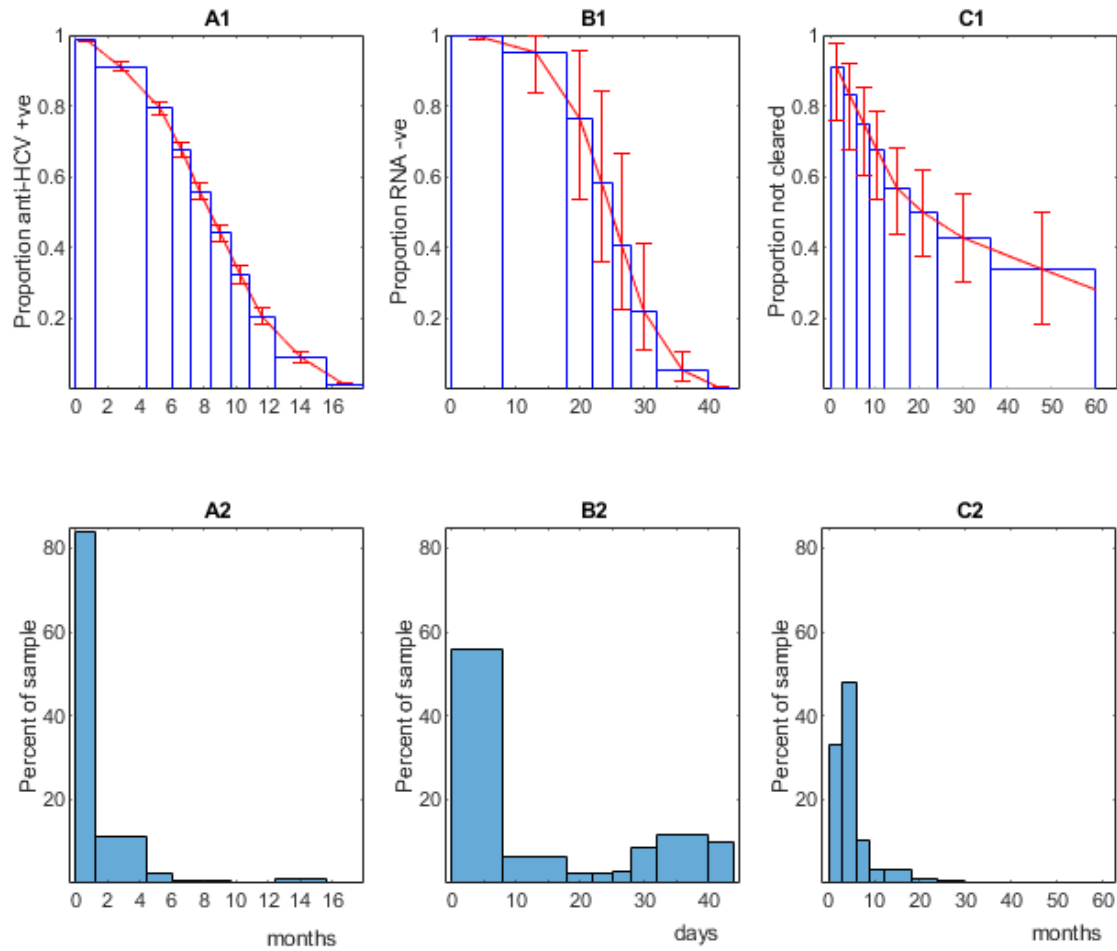 A1
Proportion anti-HCV +ve
1
0.8
0.6
0.4
0.2
0 2 4 6 8 10 12 14 16
B1
Proportion RNA -ve
1
0.8
0.6
0.4
0.2
0 10 20 30 40
C1
Proportion not cleared
1
0.8
0.6
0.4
0.2
0 10 20 30 40 50 60
A2
Percent of sample
80
60
40
20
0 2 4 6 8 10 12 14 16
months
B2
Percent of sample
80
60
40
20
0 10 20 30 40
days
C2
Percent of sample
80
60
40
20
0 10 20 30 40 50 60
months